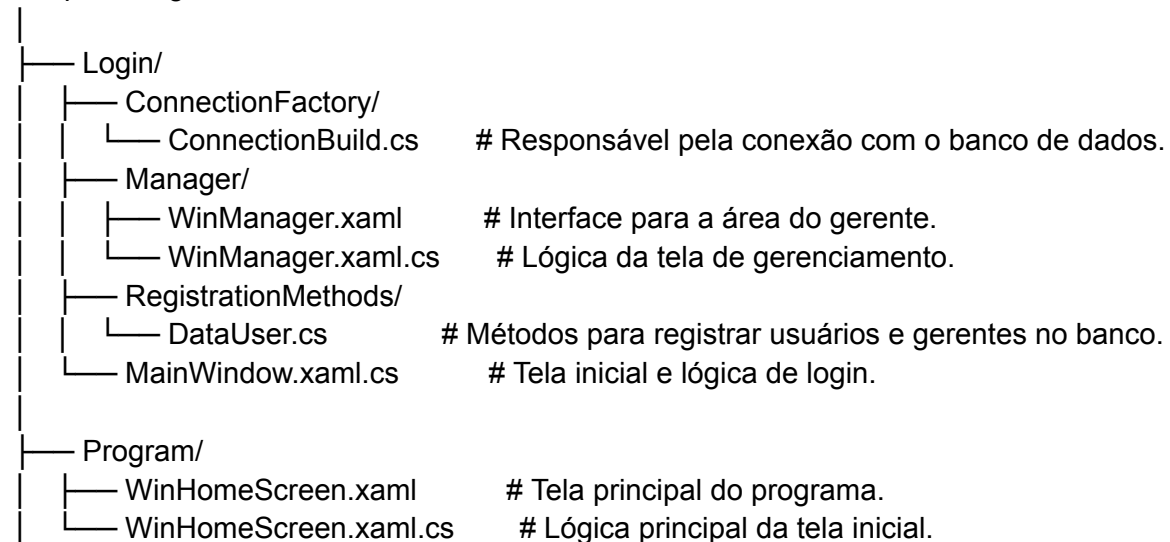 │
├── Login/
│   ├── ConnectionFactory/
│   │   └── ConnectionBuild.cs       # Responsável pela conexão com o banco de dados.
│   ├── Manager/
│   │   ├── WinManager.xaml          # Interface para a área do gerente.
│   │   └── WinManager.xaml.cs       # Lógica da tela de gerenciamento.
│   ├── RegistrationMethods/
│   │   └── DataUser.cs              # Métodos para registrar usuários e gerentes no banco.
│   └── MainWindow.xaml.cs           # Tela inicial e lógica de login.
│
├── Program/
│   ├── WinHomeScreen.xaml           # Tela principal do programa.
│   └── WinHomeScreen.xaml.cs        # Lógica principal da tela inicial.